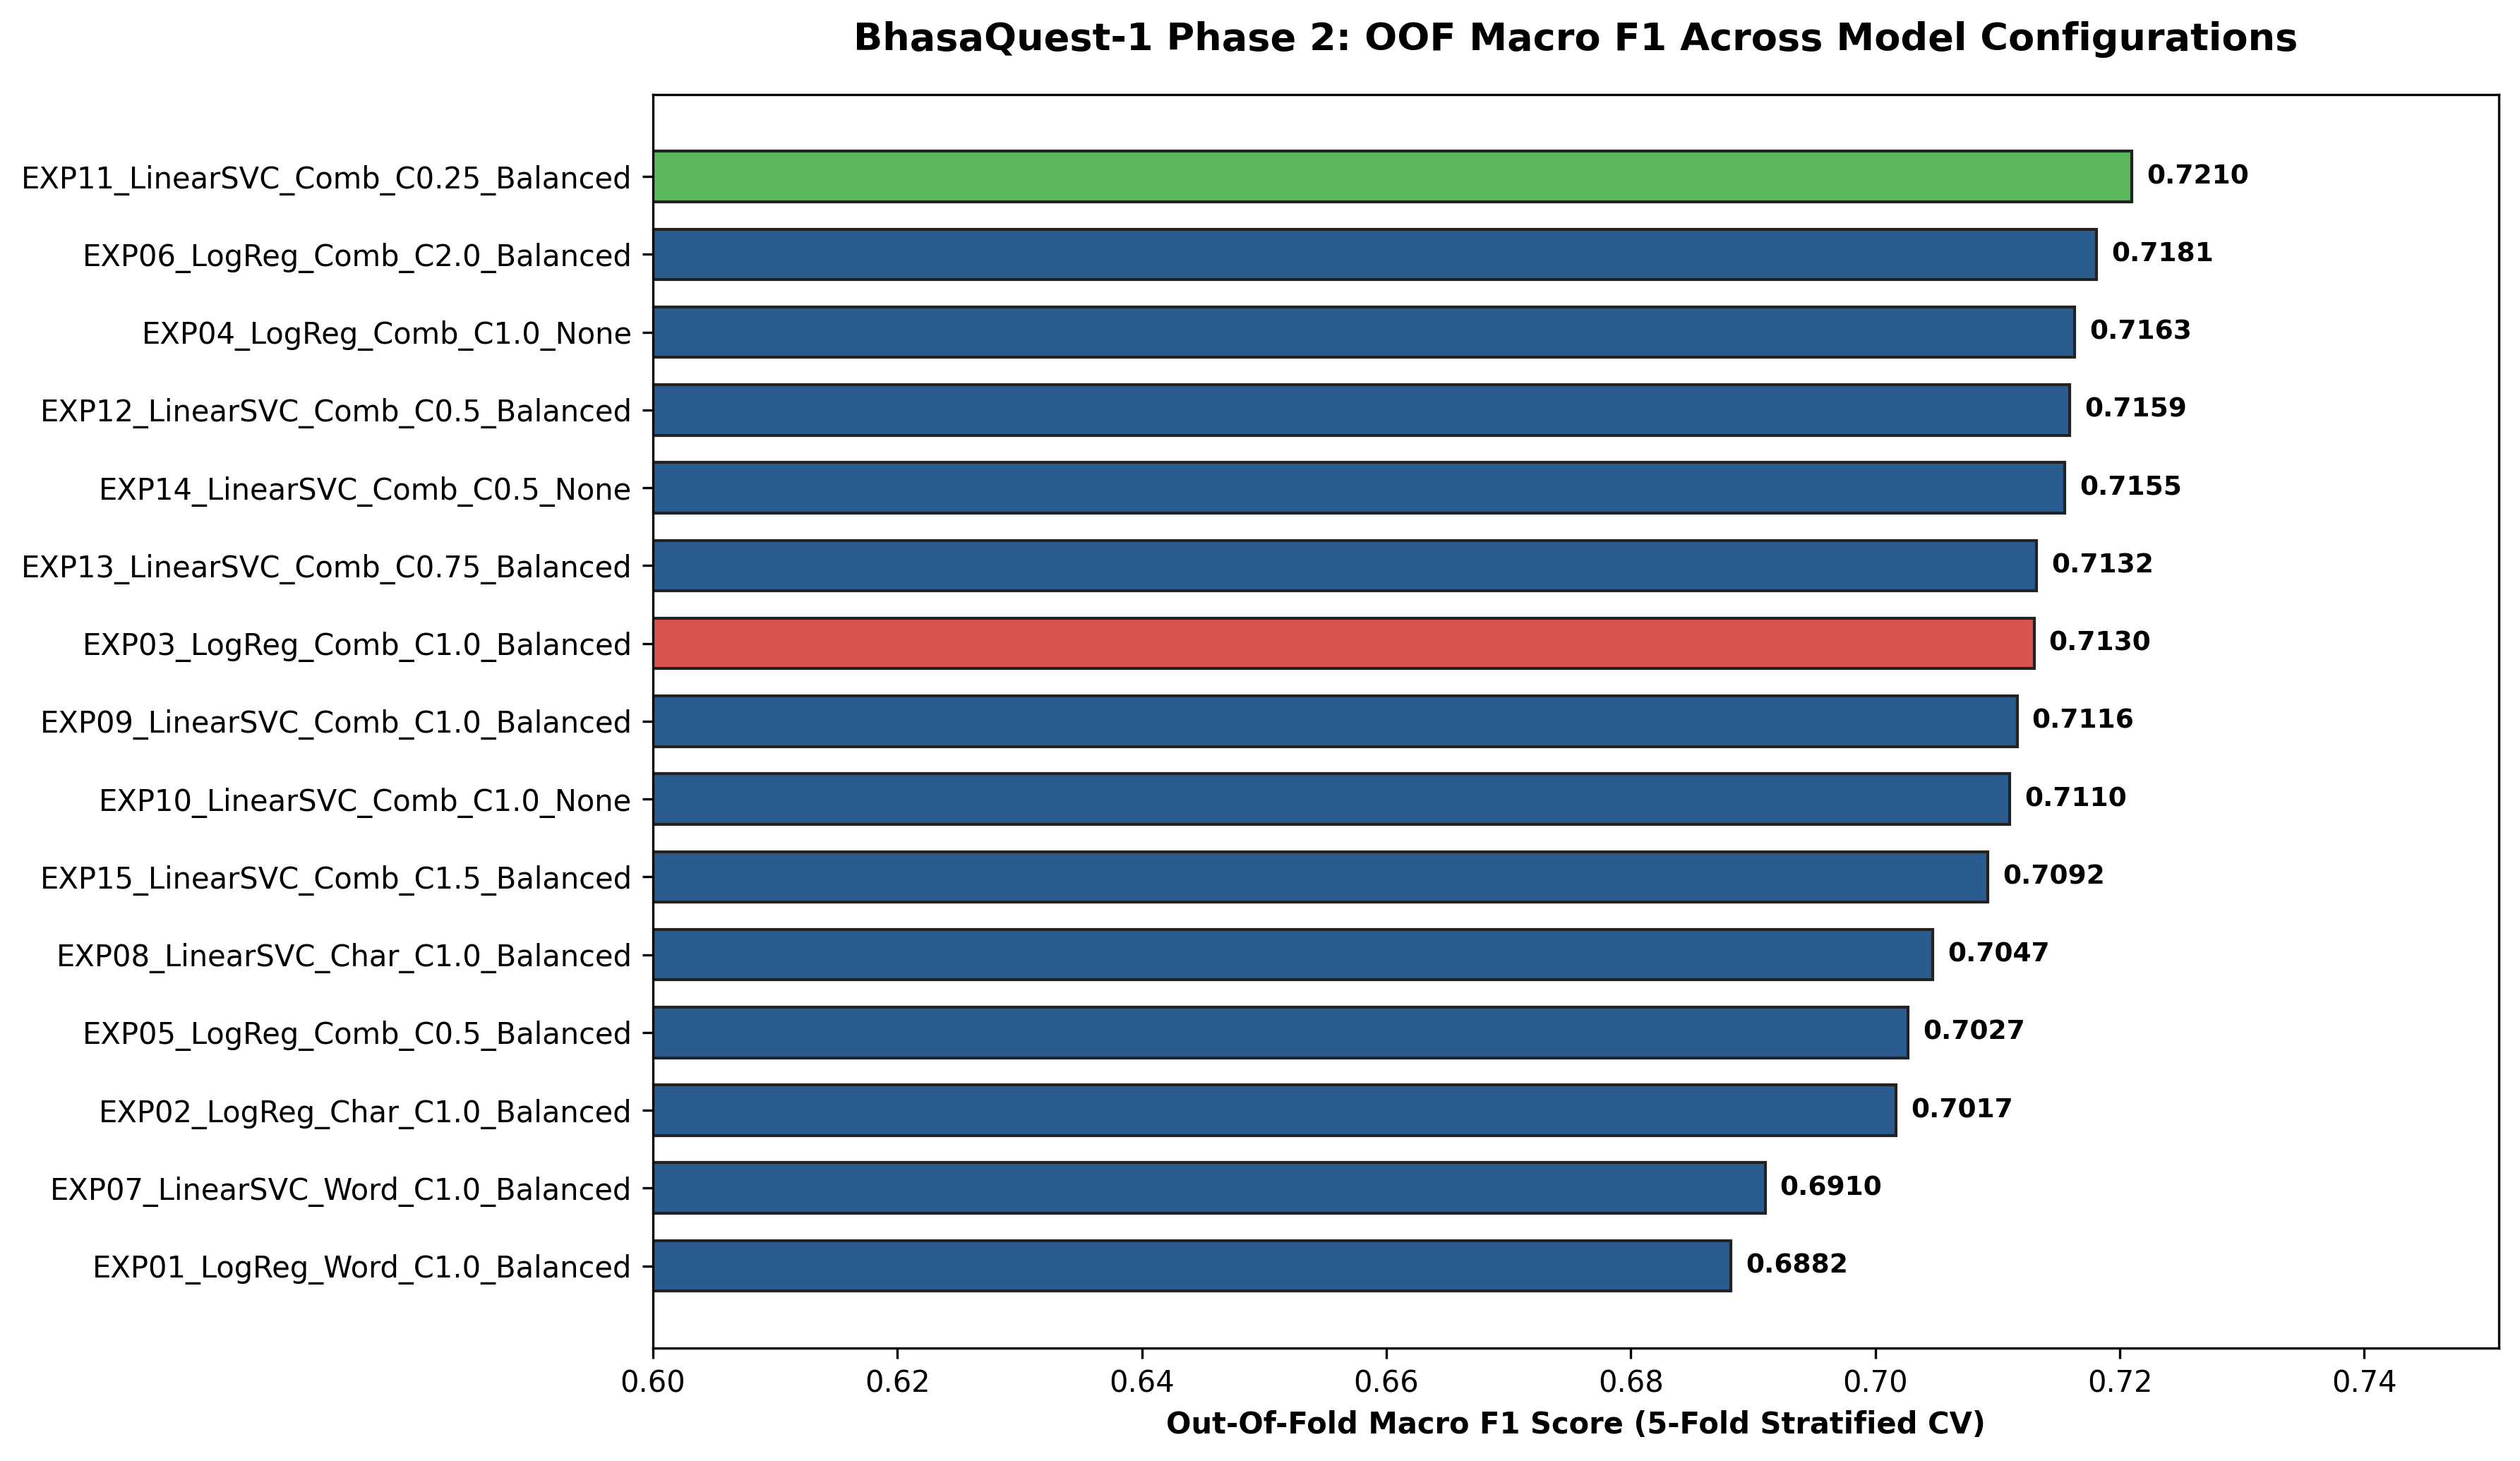 BhasaQuest-1 Phase 2: OOF Macro F1 Across Model Configurations
EXP11_LinearSVC_Comb_C0.25_Balanced 0.7210
EXP06_LogReg_Comb_C2.0_Balanced 0.7181
EXP04_LogReg_Comb_C1.0_None 0.7163
EXP12_LinearSVC_Comb_C0.5_Balanced 0.7159
EXP14_LinearSVC_Comb_C0.5_None 0.7155
EXP13_LinearSVC_Comb_C0.75_Balanced 0.7132
EXP03_LogReg_Comb_C1.0_Balanced 0.7130
EXP09_LinearSVC_Comb_C1.0_Balanced 0.7116
EXP10_LinearSVC_Comb_C1.0_None 0.7110
EXP15_LinearSVC_Comb_C1.5_Balanced 0.7092
EXP08_LinearSVC_Char_C1.0_Balanced 0.7047
EXP05_LogReg_Comb_C0.5_Balanced 0.7027
EXP02_LogReg_Char_C1.0_Balanced 0.7017
EXP07_LinearSVC_Word_C1.0_Balanced 0.6910
EXP01_LogReg_Word_C1.0_Balanced 0.6882
0.60 0.62 0.64 0.66 0.68 0.70 0.72 0.74
Out-Of-Fold Macro F1 Score (5-Fold Stratified CV)